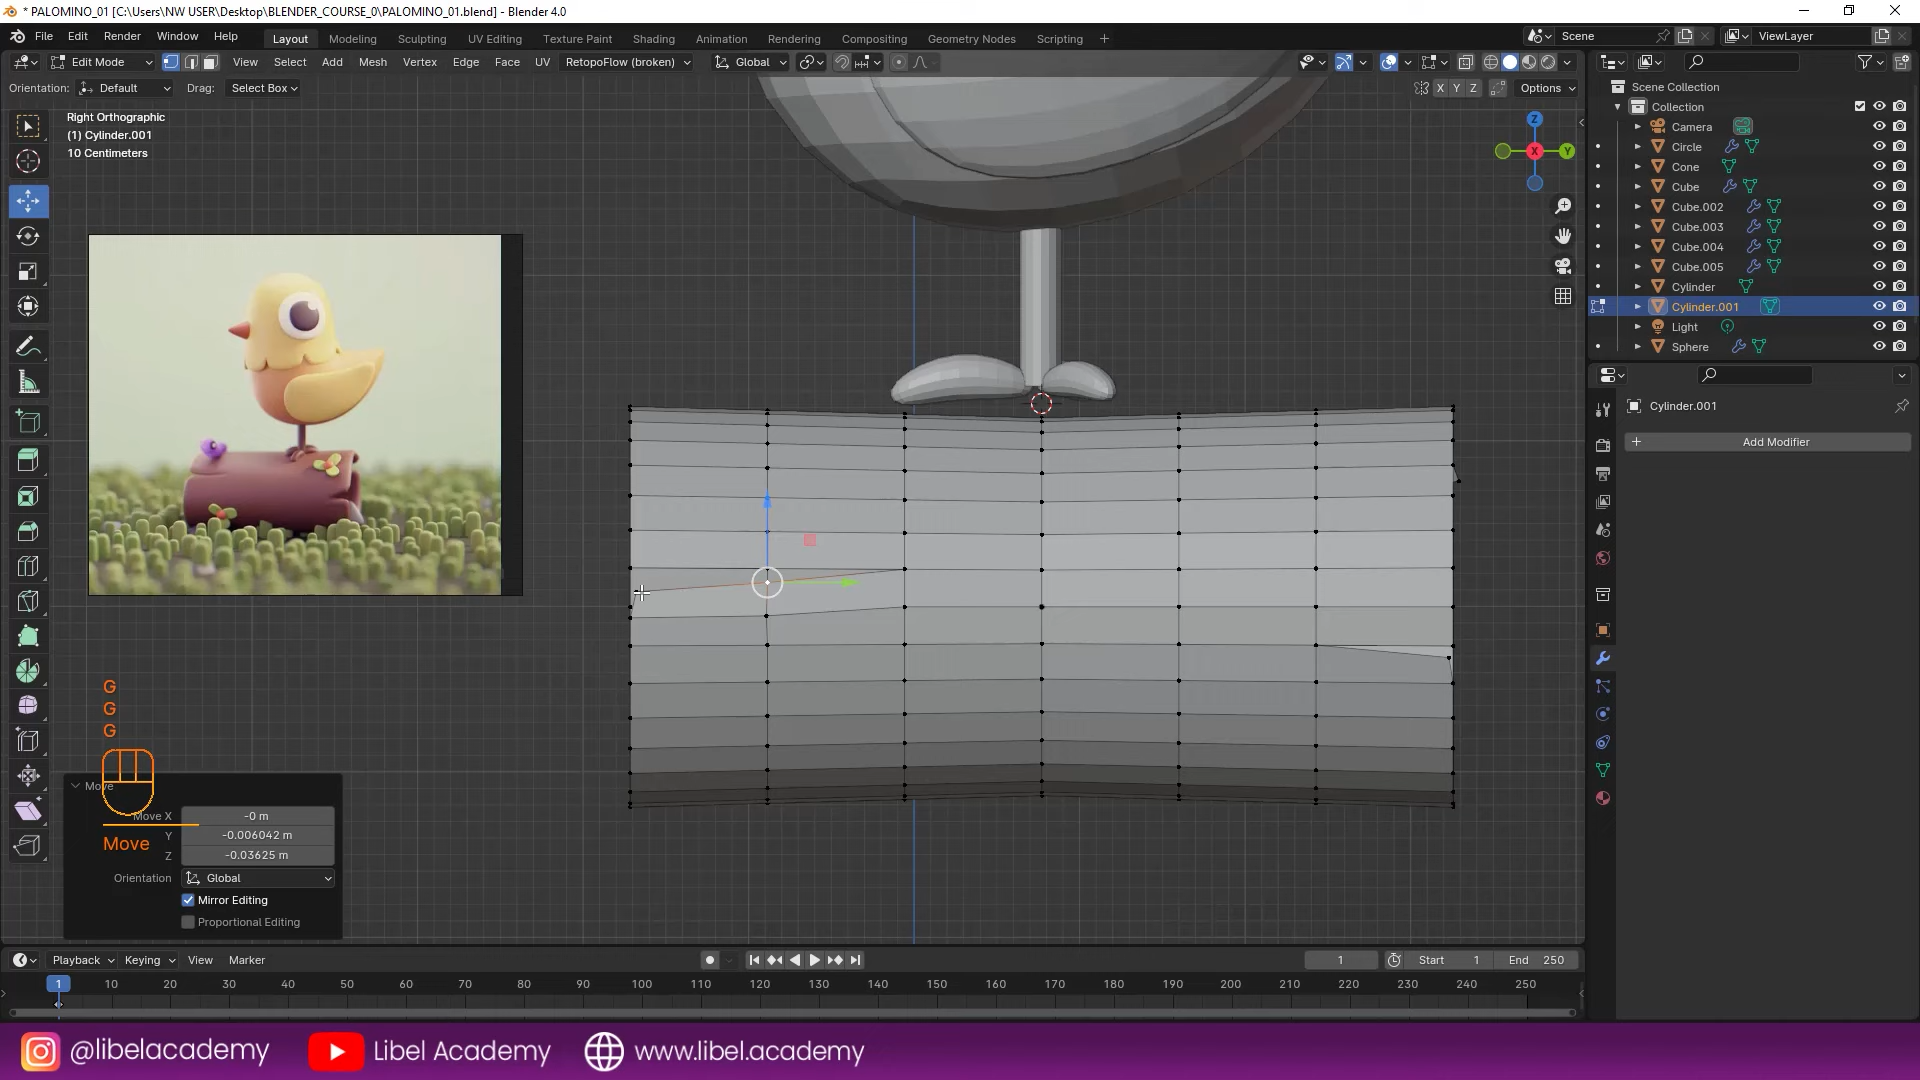 * PALOMINO_01 [C:\Users\NW USER\Desktop\BLENDER_COURSE_0\PALOMINO_01.blend] - Blender 4.0
File Edit Render Window Help
Layout Modeling Sculpting UV Editing Texture Paint Shading Animation Rendering Compositing Geometry Nodes Scripting +
Scene
ViewLayer
Edit Mode View Select Add Mesh Vertex Edge Face UV RetopoFlow (broken) Global
Orientation: Default Drag: Select Box
X Y Z Options
Right Orthographic
(1) Cylinder.001
10 Centimeters
Z
X
Y
Scene Collection
Collection
Camera
Circle
Cone
Cube
Cube.002
Cube.003
Cube.004
Cube.005
Cylinder
Cylinder.001
Light
Sphere
Cylinder.001
+ Add Modifier
G
G
G
Move
Move
Move X -0 m
Y -0.006042 m
Z -0.03625 m
Orientation Global
Mirror Editing
Proportional Editing
Playback Keying View Marker
1 Start 1 End 250
1 10 20 30 40 50 60 70 80 90 100 110 120 130 140 150 160 170 180 190 200 210 220 230 240 250
@libelacademy Libel Academy www.libel.academy